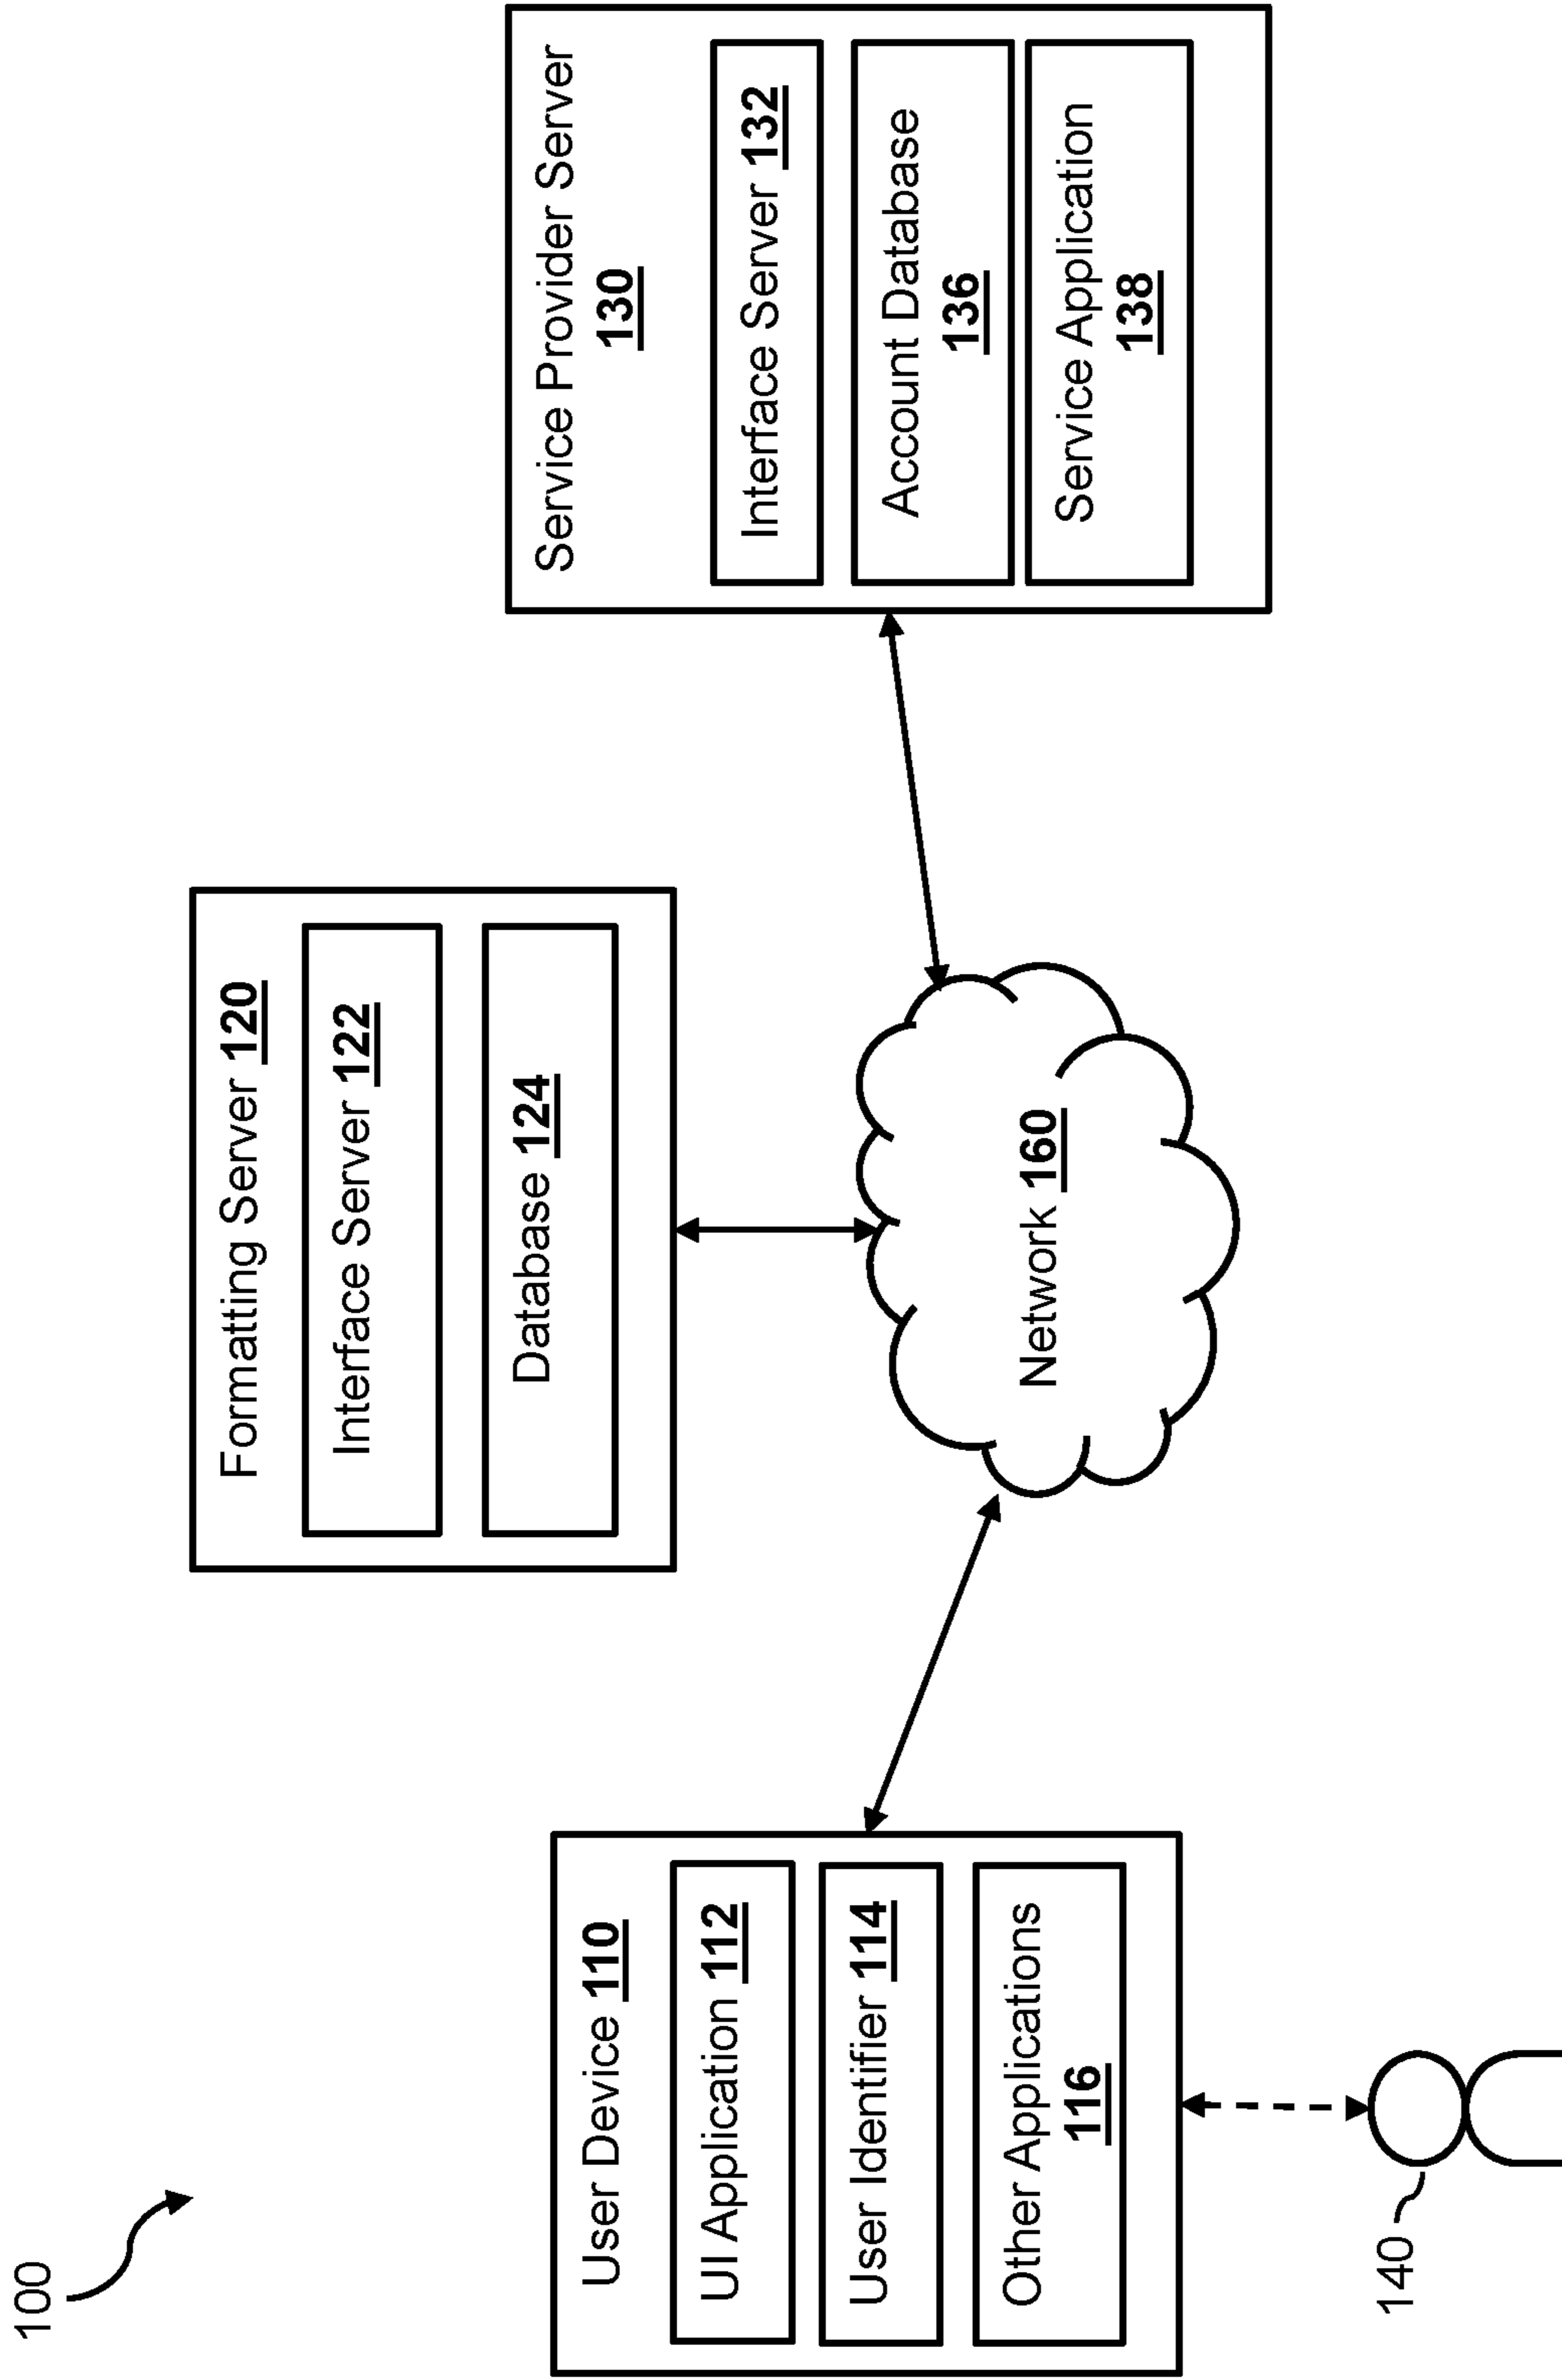 100
Formatting Server 120
Interface Server 122
Database 124
User Device 110
UI Application 112
User Identifier 114
Other Applications
116
140
Network 160
Service Provider Server
130
Interface Server 132
Account Database
136
Service Application
138